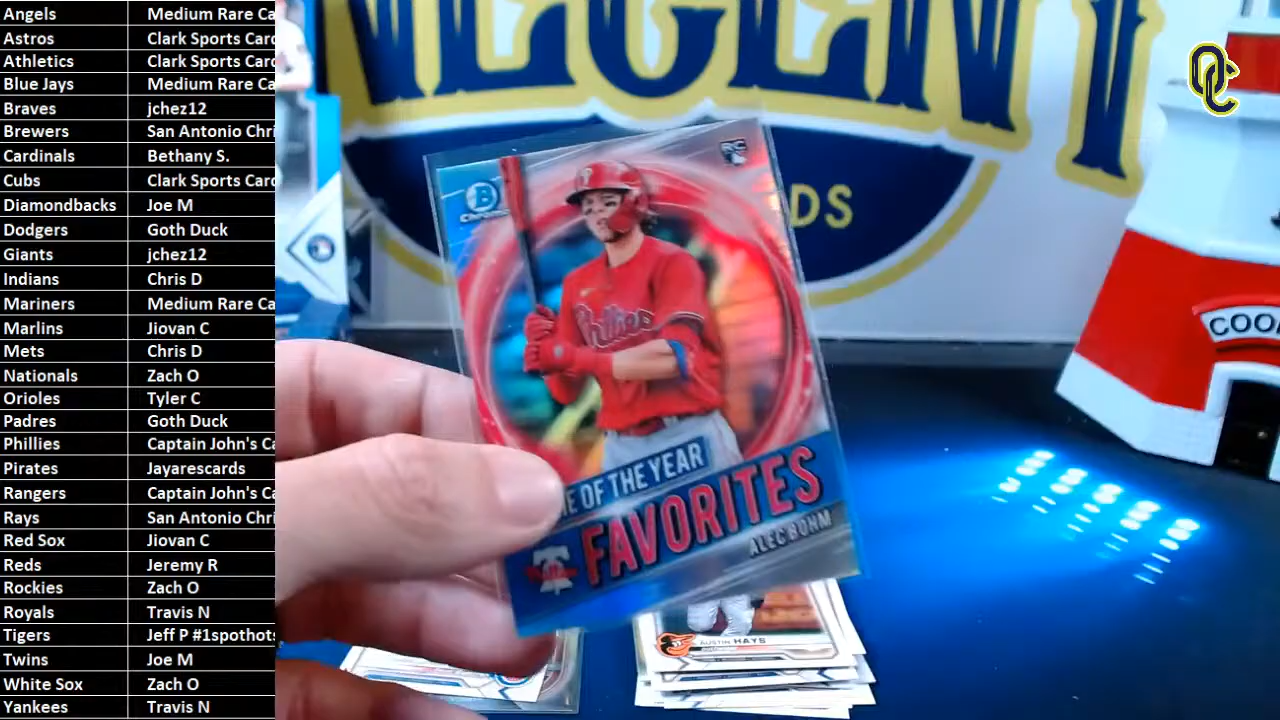 Angels Medium Rare Ca
Astros Clark Sports Card
Athletics Clark Sports Card
Blue Jays Medium Rare Ca
Braves jchez12
Brewers San Antonio Chri
Cardinals Bethany S.
Cubs Clark Sports Card
Diamondbacks Joe M
Dodgers Goth Duck
Giants jchez12
Indians Chris D
Mariners Medium Rare Ca
Marlins Jiovan C
Mets Chris D
Nationals Zach O
Orioles Tyler C
Padres Goth Duck
Phillies Captain John's Ca
Pirates Jayarescards
Rangers Captain John's Ca
Rays San Antonio Chri
Red Sox Jiovan C
Reds Jeremy R
Rockies Zach O
Royals Travis N
Tigers Jeff P #1spothots
Twins Joe M
White Sox Zach O
Yankees Travis N
OC
DS
COO
RC
B
Chrome
P
Phillies
OF THE YEAR
FAVORITES
ALEC BOHM
AUSTIN HAYS